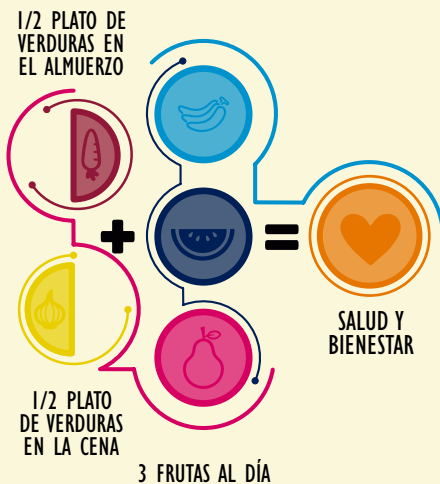 1/2 PLATO DE
VERDURAS EN
EL ALMUERZO
+
=
SALUD Y
BIENESTAR
1/2 PLATO
DE VERDURAS
EN LA CENA
3 FRUTAS AL DÍA